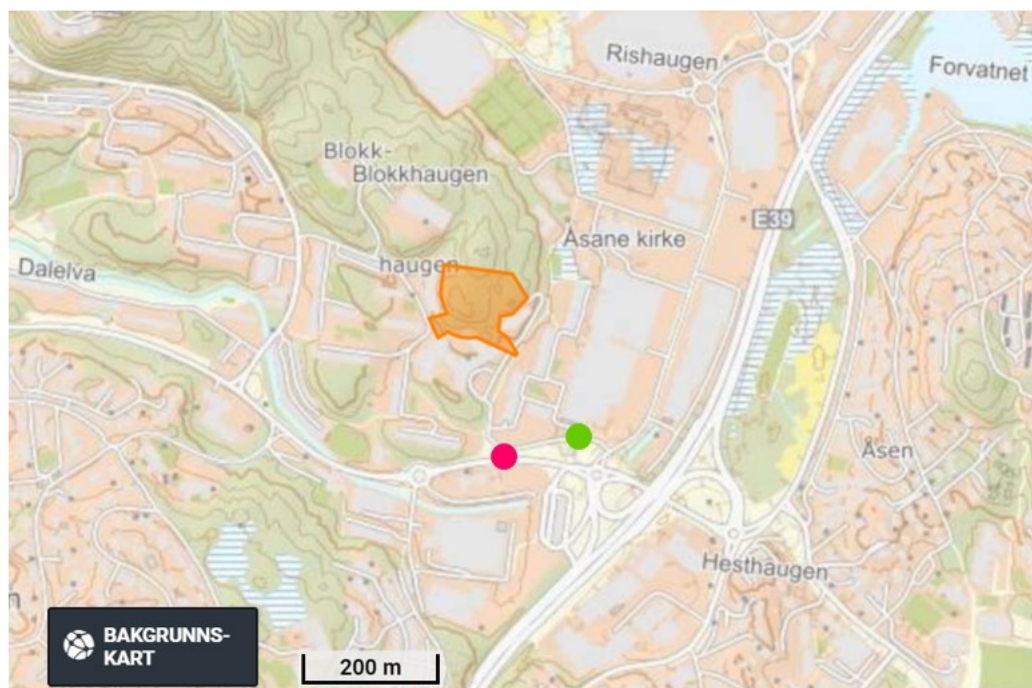 Rishaugen
Forvatnet
Blokk-
Blokkhaugen
E39
Åsane kirke
haugen
Dalelva
Åsen
Hesthaugen
n
BAKGRUNNS-
KART
200 m